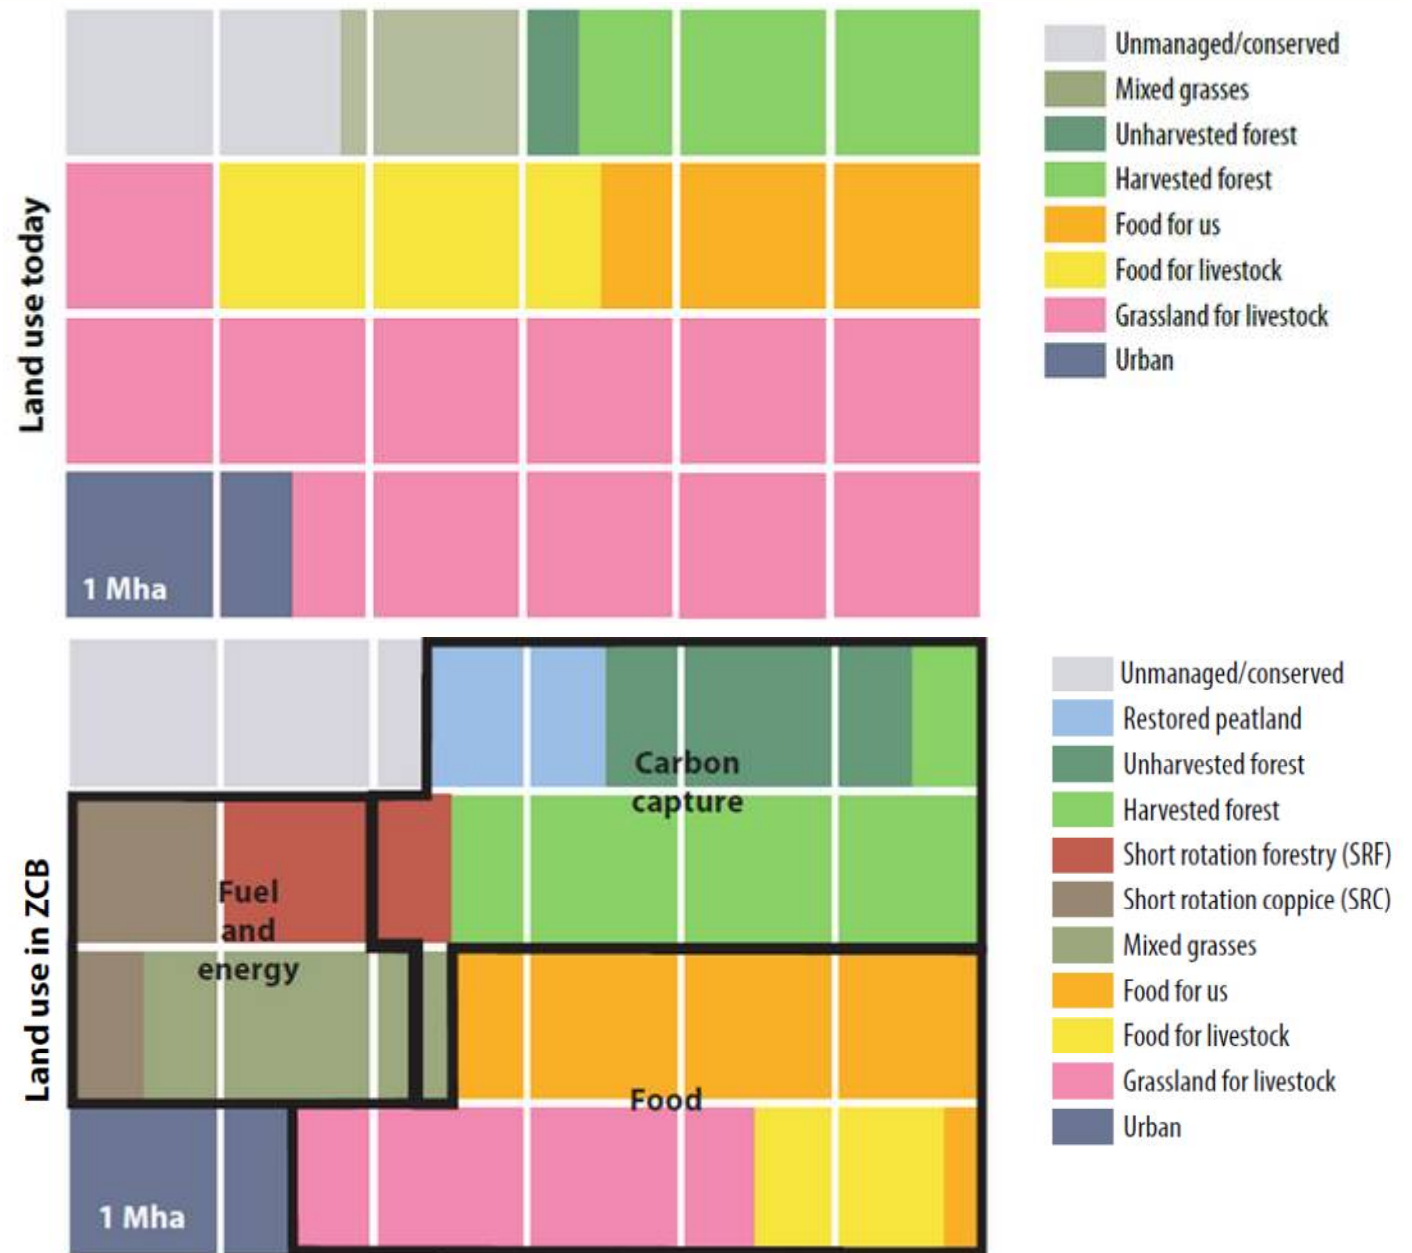 Land use today
1 Mha
Unmanaged/conserved
Mixed grasses
Unharvested forest
Harvested forest
Food for us
Food for livestock
Grassland for livestock
Urban
Land use in ZCB
Carbon
capture
Fuel
and
energy
Food
1 Mha
Unmanaged/conserved
Restored peatland
Unharvested forest
Harvested forest
Short rotation forestry (SRF)
Short rotation coppice (SRC)
Mixed grasses
Food for us
Food for livestock
Grassland for livestock
Urban